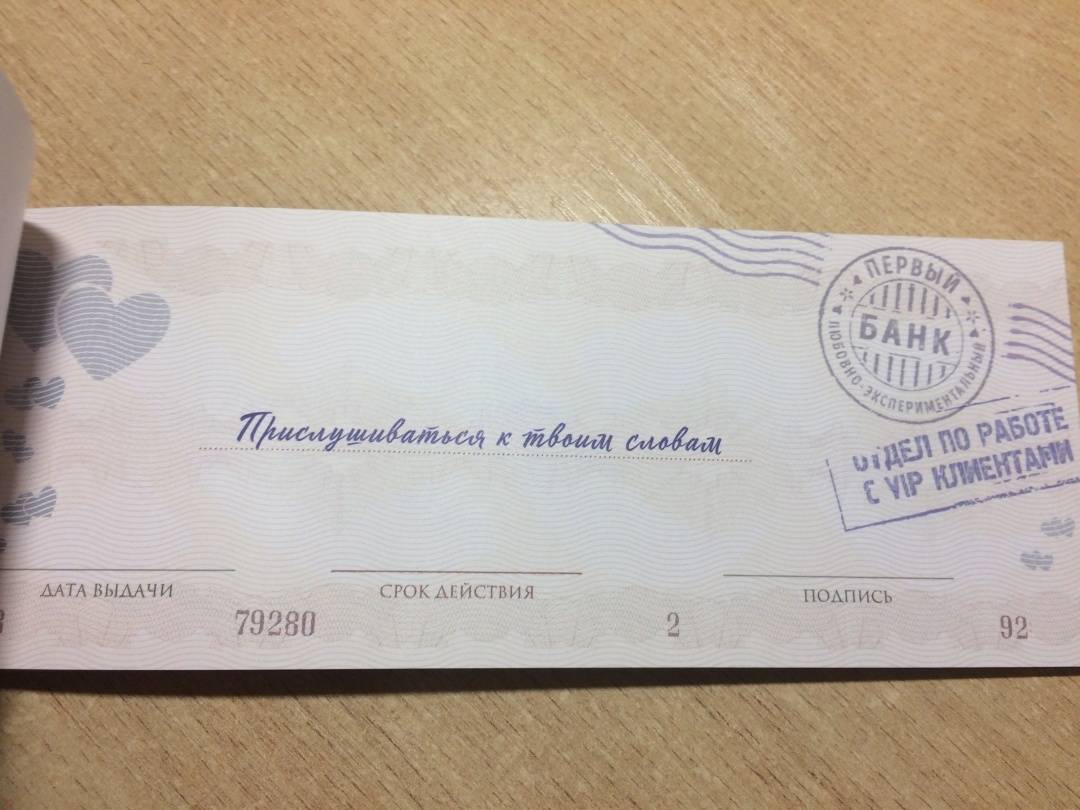 ПЕРВЫЙ
БАНК
ЛЮБОВНО-ЭКСПЕРИМЕНТАЛЬНЫЙ
Прислушиваться к твоим словам
ОТДЕЛ ПО РАБОТЕ
С VIP КЛИЕНТАМИ
ДАТА ВЫДАЧИ СРОК ДЕЙСТВИЯ ПОДПИСЬ
79280 2 92